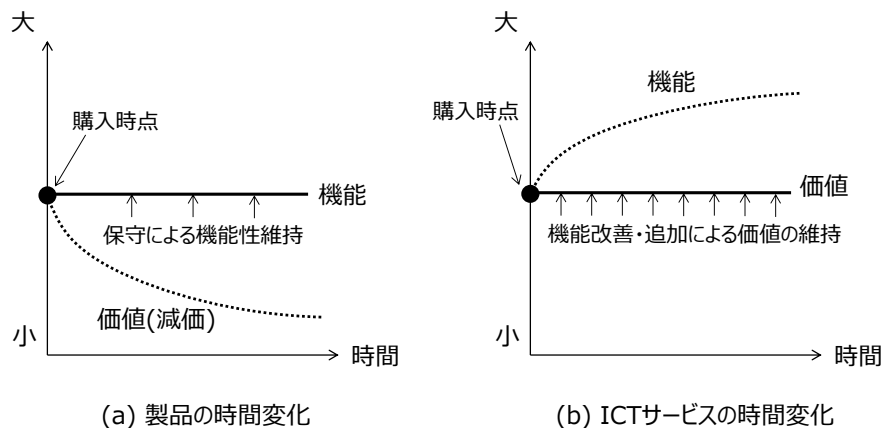 大
購入時点
機能
保守による機能性維持
価値(減価)
小
時間
(a) 製品の時間変化
大
機能
購入時点
価値
機能改善・追加による価値の維持
小
時間
(b) ICTサービスの時間変化